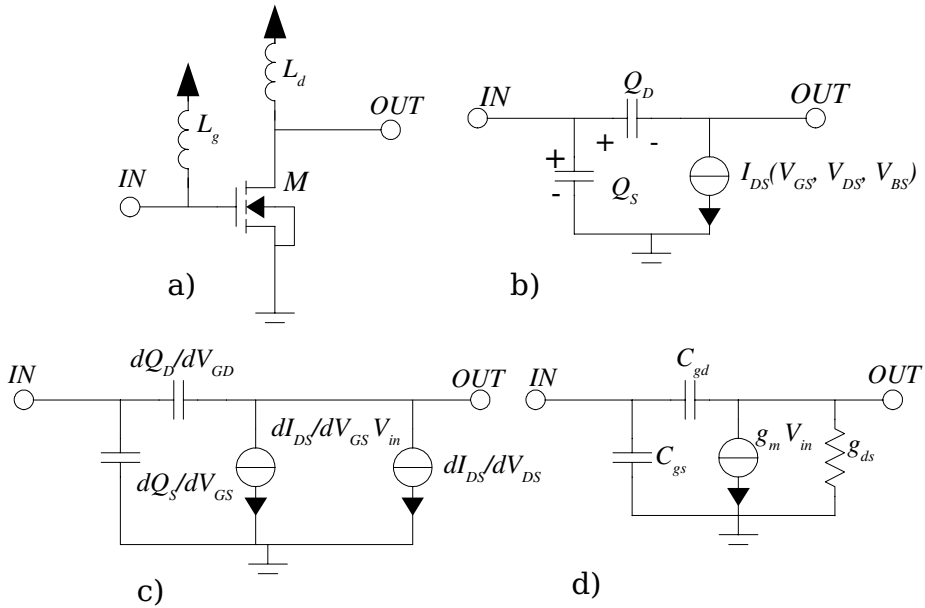 L_d
OUT
L_g
IN
M
a)
IN
Q_D
OUT
+ -
+
-
Q_S
I_DS(V_GS, V_DS, V_BS)
b)
dQ_D/dV_GD
IN
OUT
dI_DS/dV_GS V_in
dQ_S/dV_GS
dI_DS/dV_DS
c)
C_gd
IN
OUT
g_m V_in
g_ds
C_gs
d)